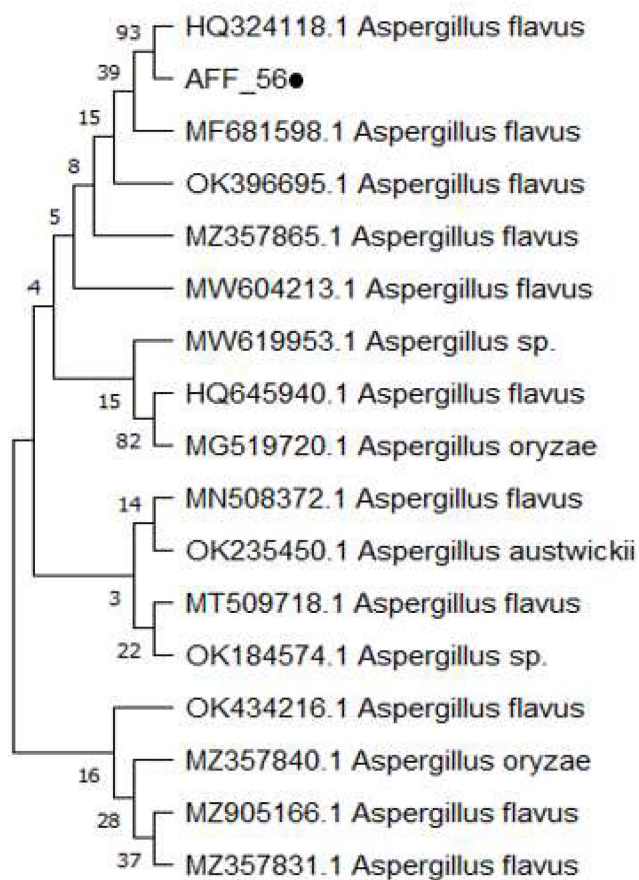 93
HQ324118.1 Aspergillus flavus
39
AFF_56●
15
MF681598.1 Aspergillus flavus
8
OK396695.1 Aspergillus flavus
5
MZ357865.1 Aspergillus flavus
4
MW604213.1 Aspergillus flavus
MW619953.1 Aspergillus sp.
15
HQ645940.1 Aspergillus flavus
82
MG519720.1 Aspergillus oryzae
14
MN508372.1 Aspergillus flavus
OK235450.1 Aspergillus austwickii
3
MT509718.1 Aspergillus flavus
22
OK184574.1 Aspergillus sp.
OK434216.1 Aspergillus flavus
16
MZ357840.1 Aspergillus oryzae
28
MZ905166.1 Aspergillus flavus
37
MZ357831.1 Aspergillus flavus